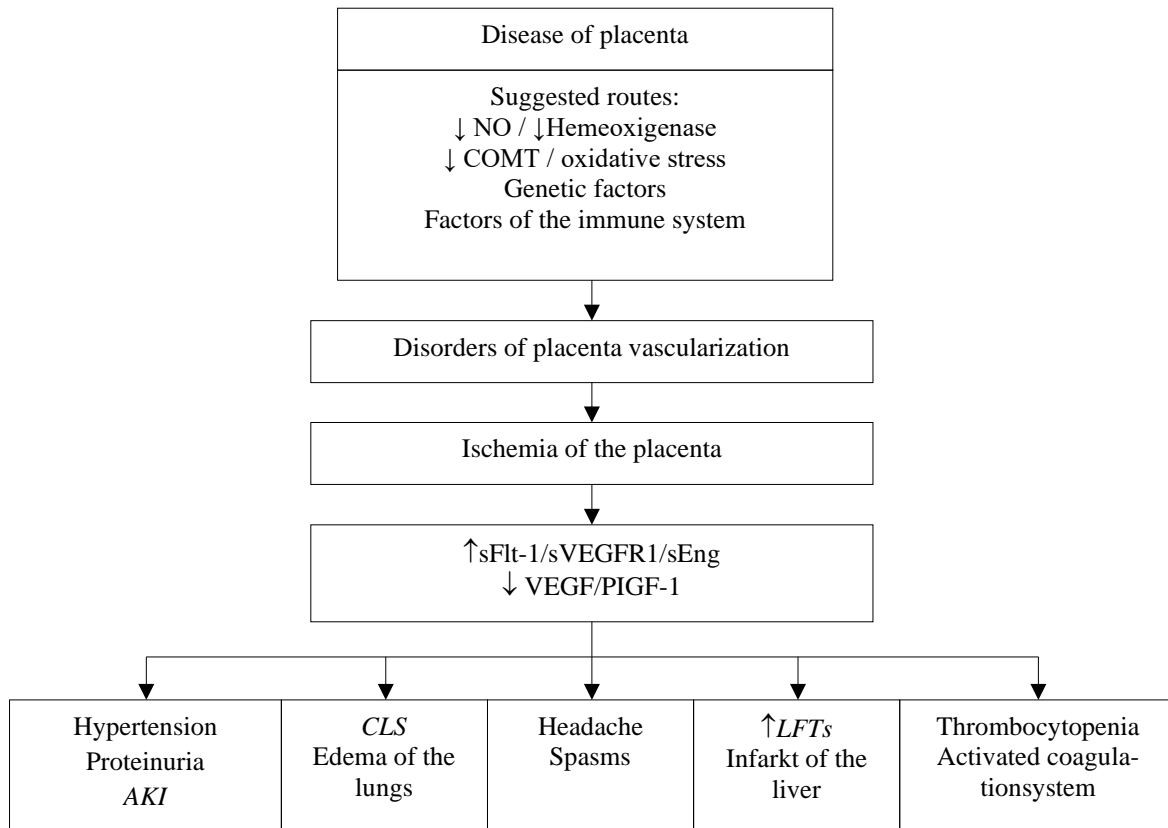 Disease of placenta
Suggested routes:
↓ NO / ↓Hemeoxigenase
↓ COMT / oxidative stress
Genetic factors
Factors of the immune system
Disorders of placenta vascularization
Ischemia of the placenta
↑sFlt-1/sVEGFR1/sEng
↓ VEGF/PIGF-1
Hypertension
Proteinuria
AKI
CLS
Edema of the
lungs
Headache
Spasms
↑LFTs
Infarkt of the
liver
Thrombocytopenia
Activated coagula-
tionsystem